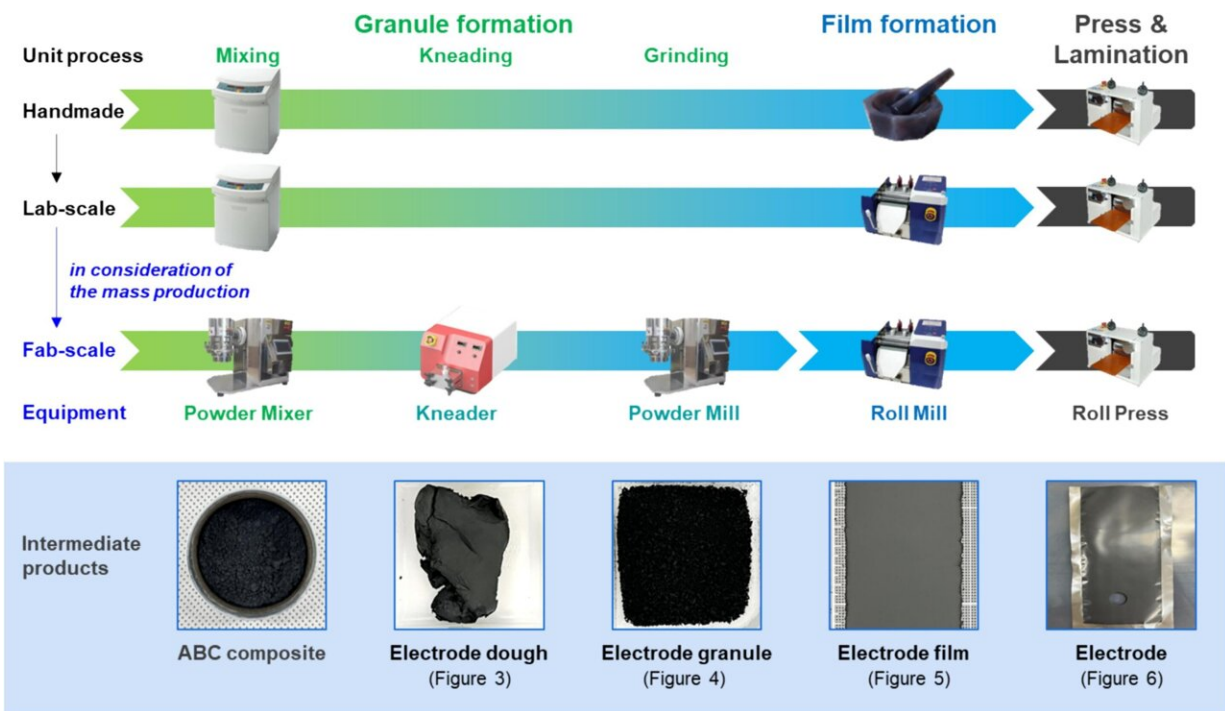 Granule formation
Film formation
Press &
Lamination
Unit process
Mixing
Kneading
Grinding
Handmade
Lab-scale
in consideration of
the mass production
Fab-scale
Equipment
Powder Mixer
Kneader
Powder Mill
Roll Mill
Roll Press
Intermediate
products
ABC composite
Electrode dough
(Figure 3)
Electrode granule
(Figure 4)
Electrode film
(Figure 5)
Electrode
(Figure 6)